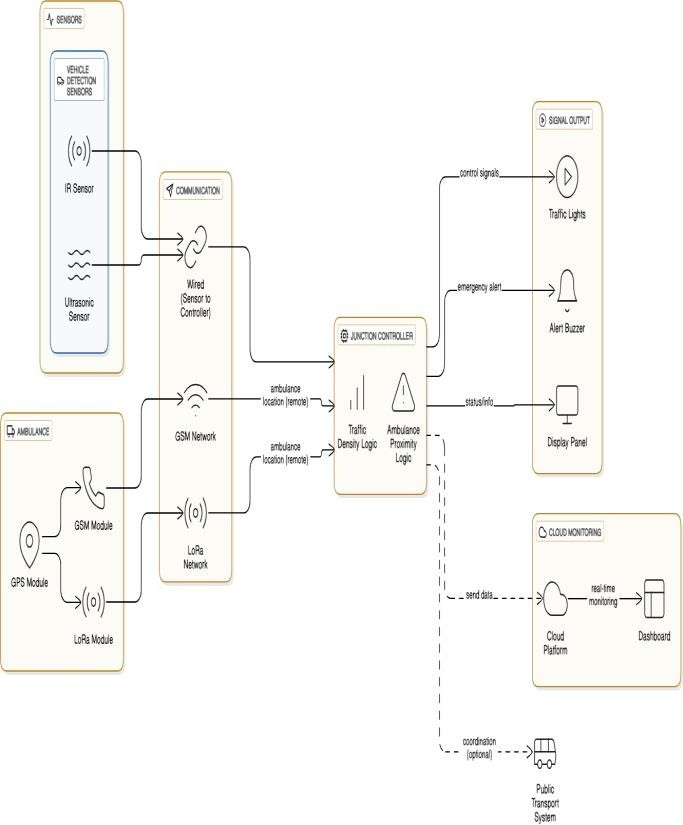 SENSORS
VEHICLE
DETECTION
SENSORS
IR Sensor
Ultrasonic
Sensor
AMBULANCE
GSM Module
GPS Module
LoRa Module
COMMUNICATION
Wired
(Sensor to
Controller)
GSM Network
LoRa
Network
ambulance
location (remote)
ambulance
location (remote)
JUNCTION CONTROLLER
Traffic
Density Logic
Ambulance
Proximity
Logic
control signals
emergency alert
status/info
send data
coordination
(optional)
SIGNAL OUTPUT
Traffic Lights
Alert Buzzer
Display Panel
CLOUD MONITORING
real-time
monitoring
Cloud
Platform
Dashboard
Public
Transport
System